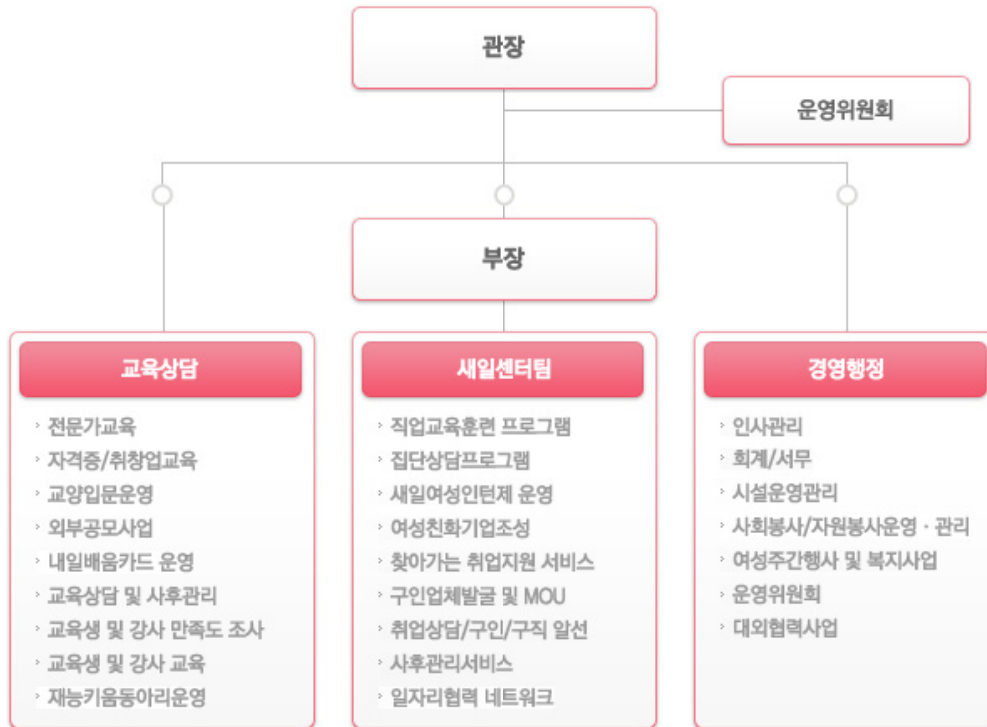 관장
운영위원회
부장
교육상담
전문가교육
자격증/취창업교육
교양입문운영
외부공모사업
내일배움카드 운영
교육상담 및 사후관리
교육생 및 강사 만족도 조사
교육생 및 강사 교육
재능키움동아리운영
새일센터팀
직업교육훈련 프로그램
집단상담프로그램
새일여성인턴제 운영
여성친화기업조성
찾아가는 취업지원 서비스
구인업체발굴 및 MOU
취업상담/구인/구직 알선
사후관리서비스
일자리협력 네트워크
경영행정
인사관리
회계/서무
시설운영관리
사회봉사/자원봉사운영 · 관리
여성주간행사 및 복지사업
운영위원회
대외협력사업